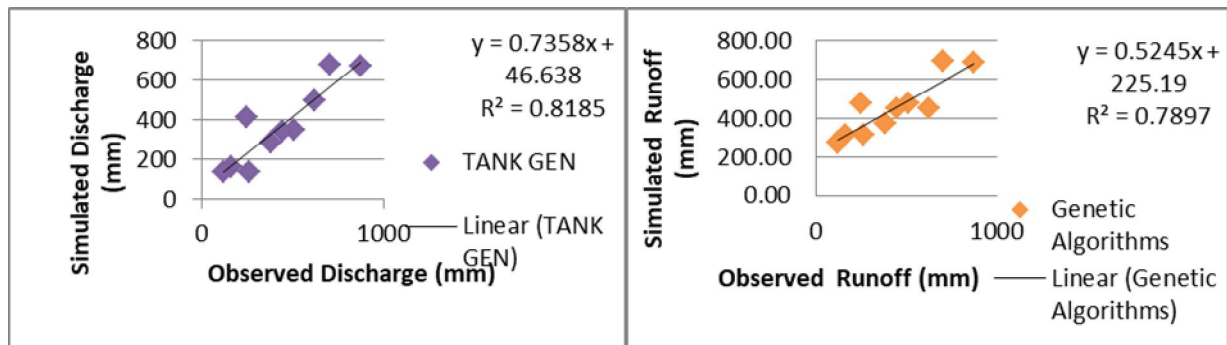 Simulated Discharge
(mm)
800
600
400
200
0
0
1000
Observed Discharge (mm)
y = 0.7358x +
46.638
R² = 0.8185
TANK GEN
Linear (TANK
GEN)
Simulated Runoff
(mm)
800.00
600.00
400.00
200.00
0.00
0
1000
Observed Runoff (mm)
y = 0.5245x +
225.19
R² = 0.7897
Genetic
Algorithms
Linear (Genetic
Algorithms)